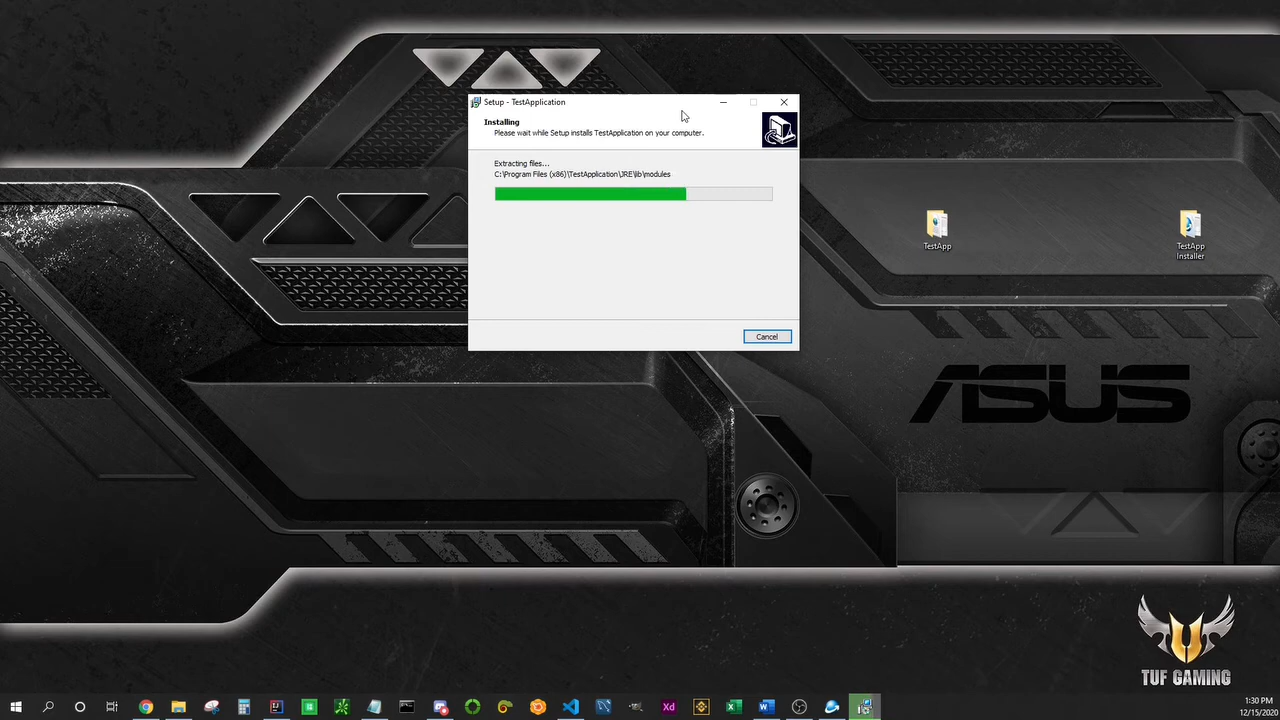 Setup - TestApplication
Installing
Please wait while Setup installs TestApplication on your computer.
Extracting files...
C:\Program Files (x86)\TestApplication\JRE\lib\modules
Cancel
TestApp
TestApp
Installer
ASUS
TUF GAMING
Xd
1:30 PM
12/15/2020